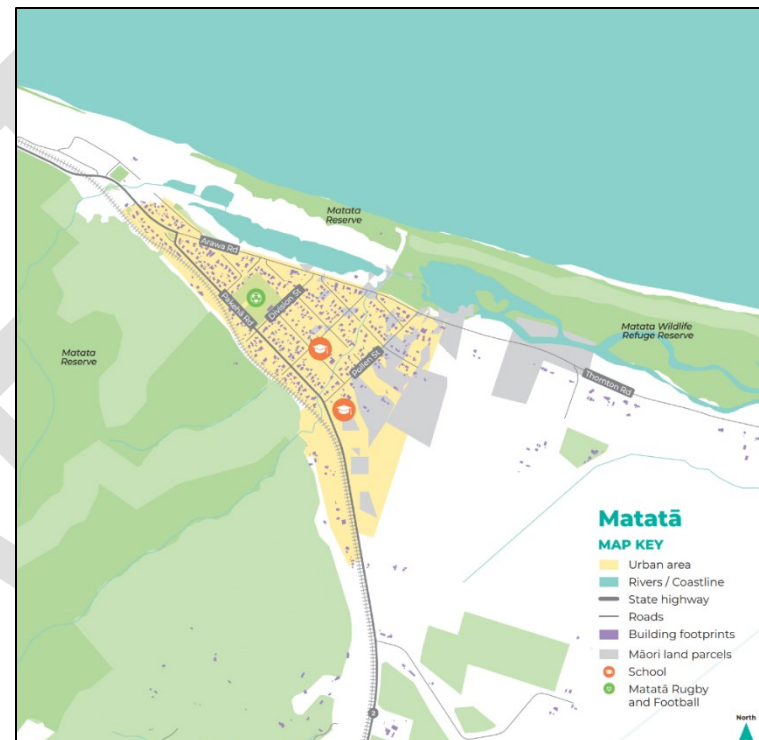 Matata
Reserve
Arawa Rd
Pakeha Rd
Division St
Matata
Reserve
Matata Wildlife
Refuge Reserve
Pollen St
Thornton Rd
Matatā
MAP KEY
Urban area
Rivers / Coastline
State highway
Roads
Building footprints
Māori land parcels
School
Matatā Rugby
and Football
2
North